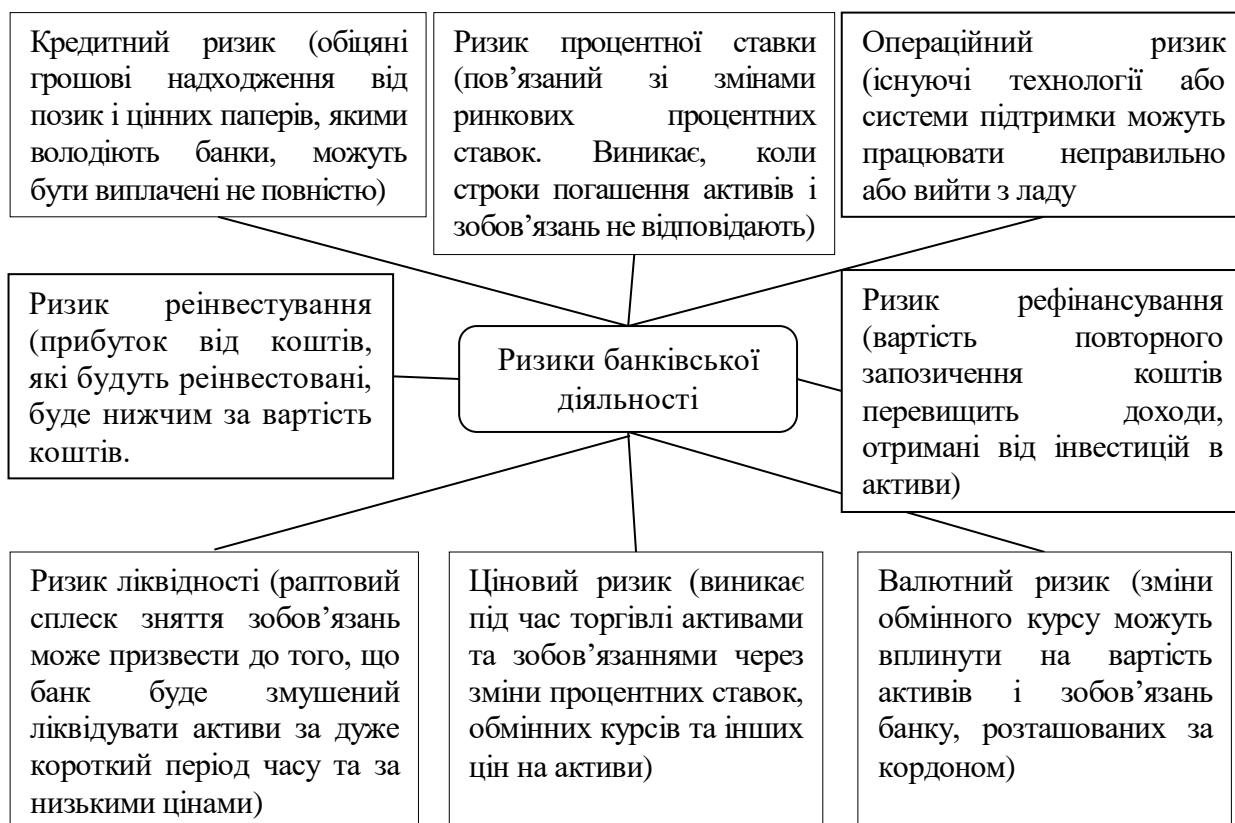 Кредитний ризик (обіцяні
грошові надходження від
позик і цінних паперів, якими
володіють банки, можуть
бути виплачені не повністю)
Ризик процентної ставки
(пов’язаний зі змінами
ринкових процентних
ставок. Виникає, коли
строки погашення активів і
зобов’язань не відповідають)
Операційний ризик
(існуючі технології або
системи підтримки можуть
працювати неправильно
або вийти з ладу
Ризик реінвестування
(прибуток від коштів,
які будуть реінвестовані,
буде нижчим за вартість
коштів.
Ризики банківської
діяльності
Ризик рефінансування
(вартість повторного
запозичення коштів
перевищить доходи,
отримані від інвестицій в
активи)
Ризик ліквідності (раптовий
сплеск зняття зобов’язань
може призвести до того, що
банк буде змушений
ліквідувати активи за дуже
короткий період часу та за
низькими цінами)
Ціновий ризик (виникає
під час торгівлі активами
та зобов’язаннями через
зміни процентних ставок,
обмінних курсів та інших
цін на активи)
Валютний ризик (зміни
обмінного курсу можуть
вплинути на вартість
активів і зобов’язань
банку, розташованих за
кордоном)